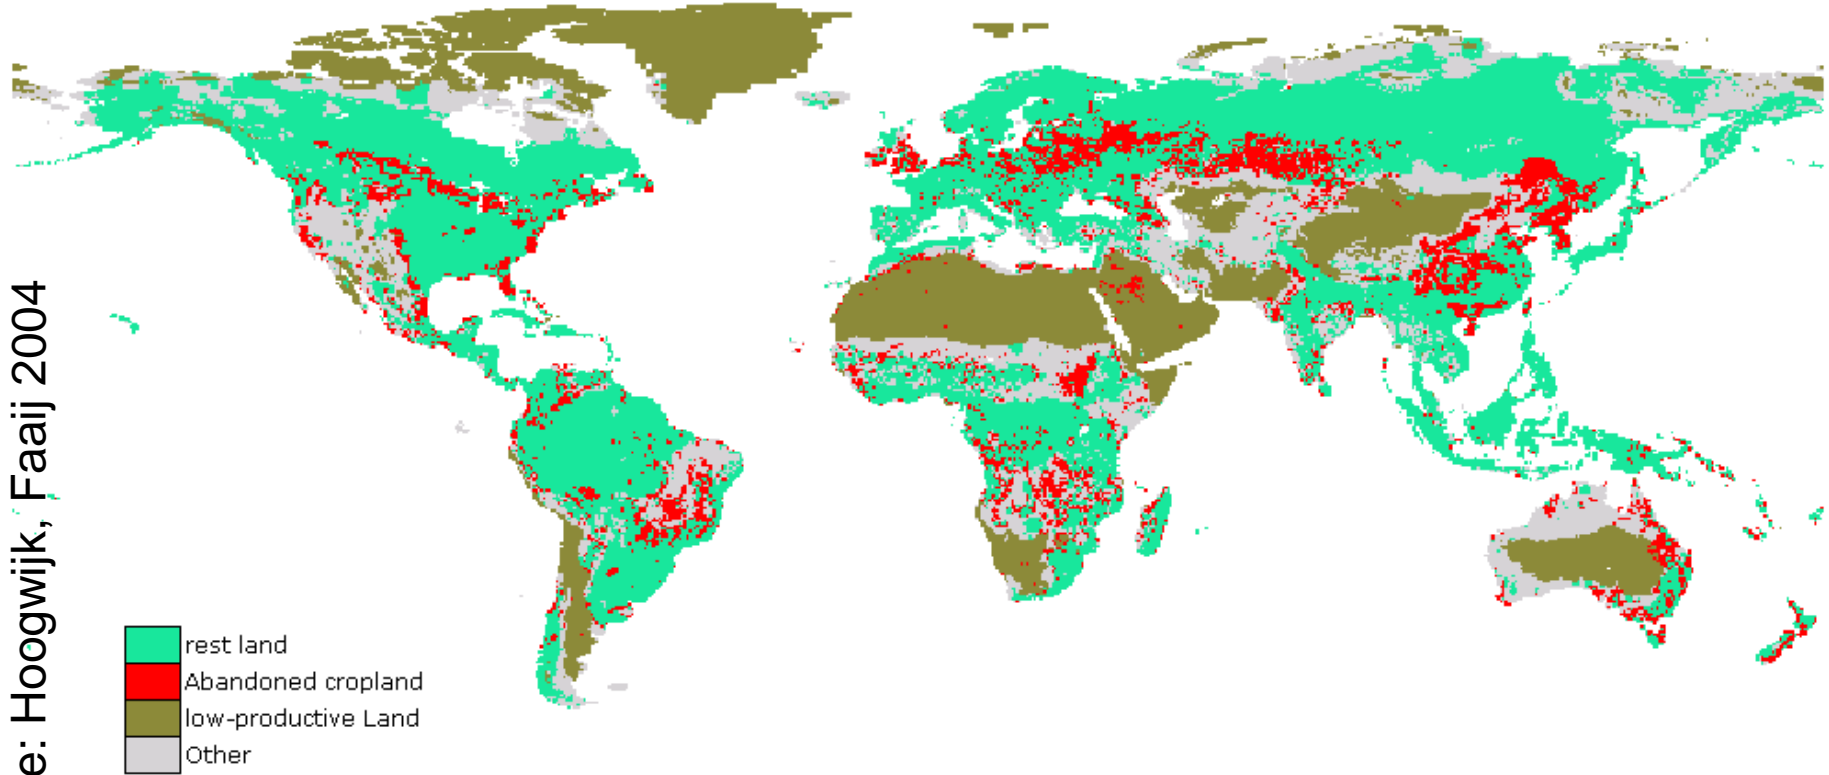 e: Hoogwijk, Faaij 2004
rest land
Abandoned cropland
low-productive Land
Other